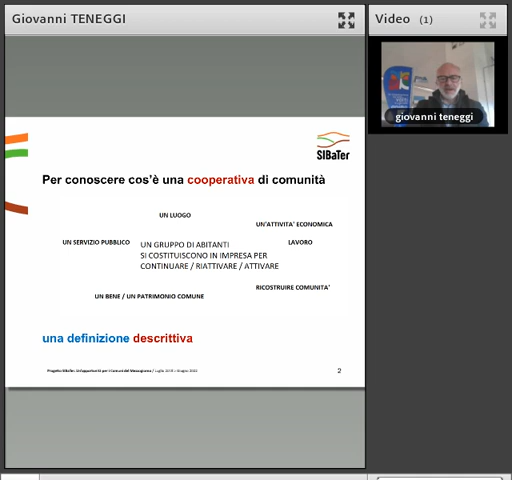 Giovanni TENEGGI
Video (1)
giovanni teneggi
SIBaTer
Per conoscere cos'è una cooperativa di comunità
UN LUOGO
UN'ATTIVITA' ECONOMICA
UN SERVIZIO PUBBLICO
UN GRUPPO DI ABITANTI
LAVORO
SI COSTITUISCONO IN IMPRESA PER
CONTINUARE / RIATTIVARE / ATTIVARE
RICOSTRUIRE COMUNITA'
UN BENE / UN PATRIMONIO COMUNE
una definizione descrittiva
2